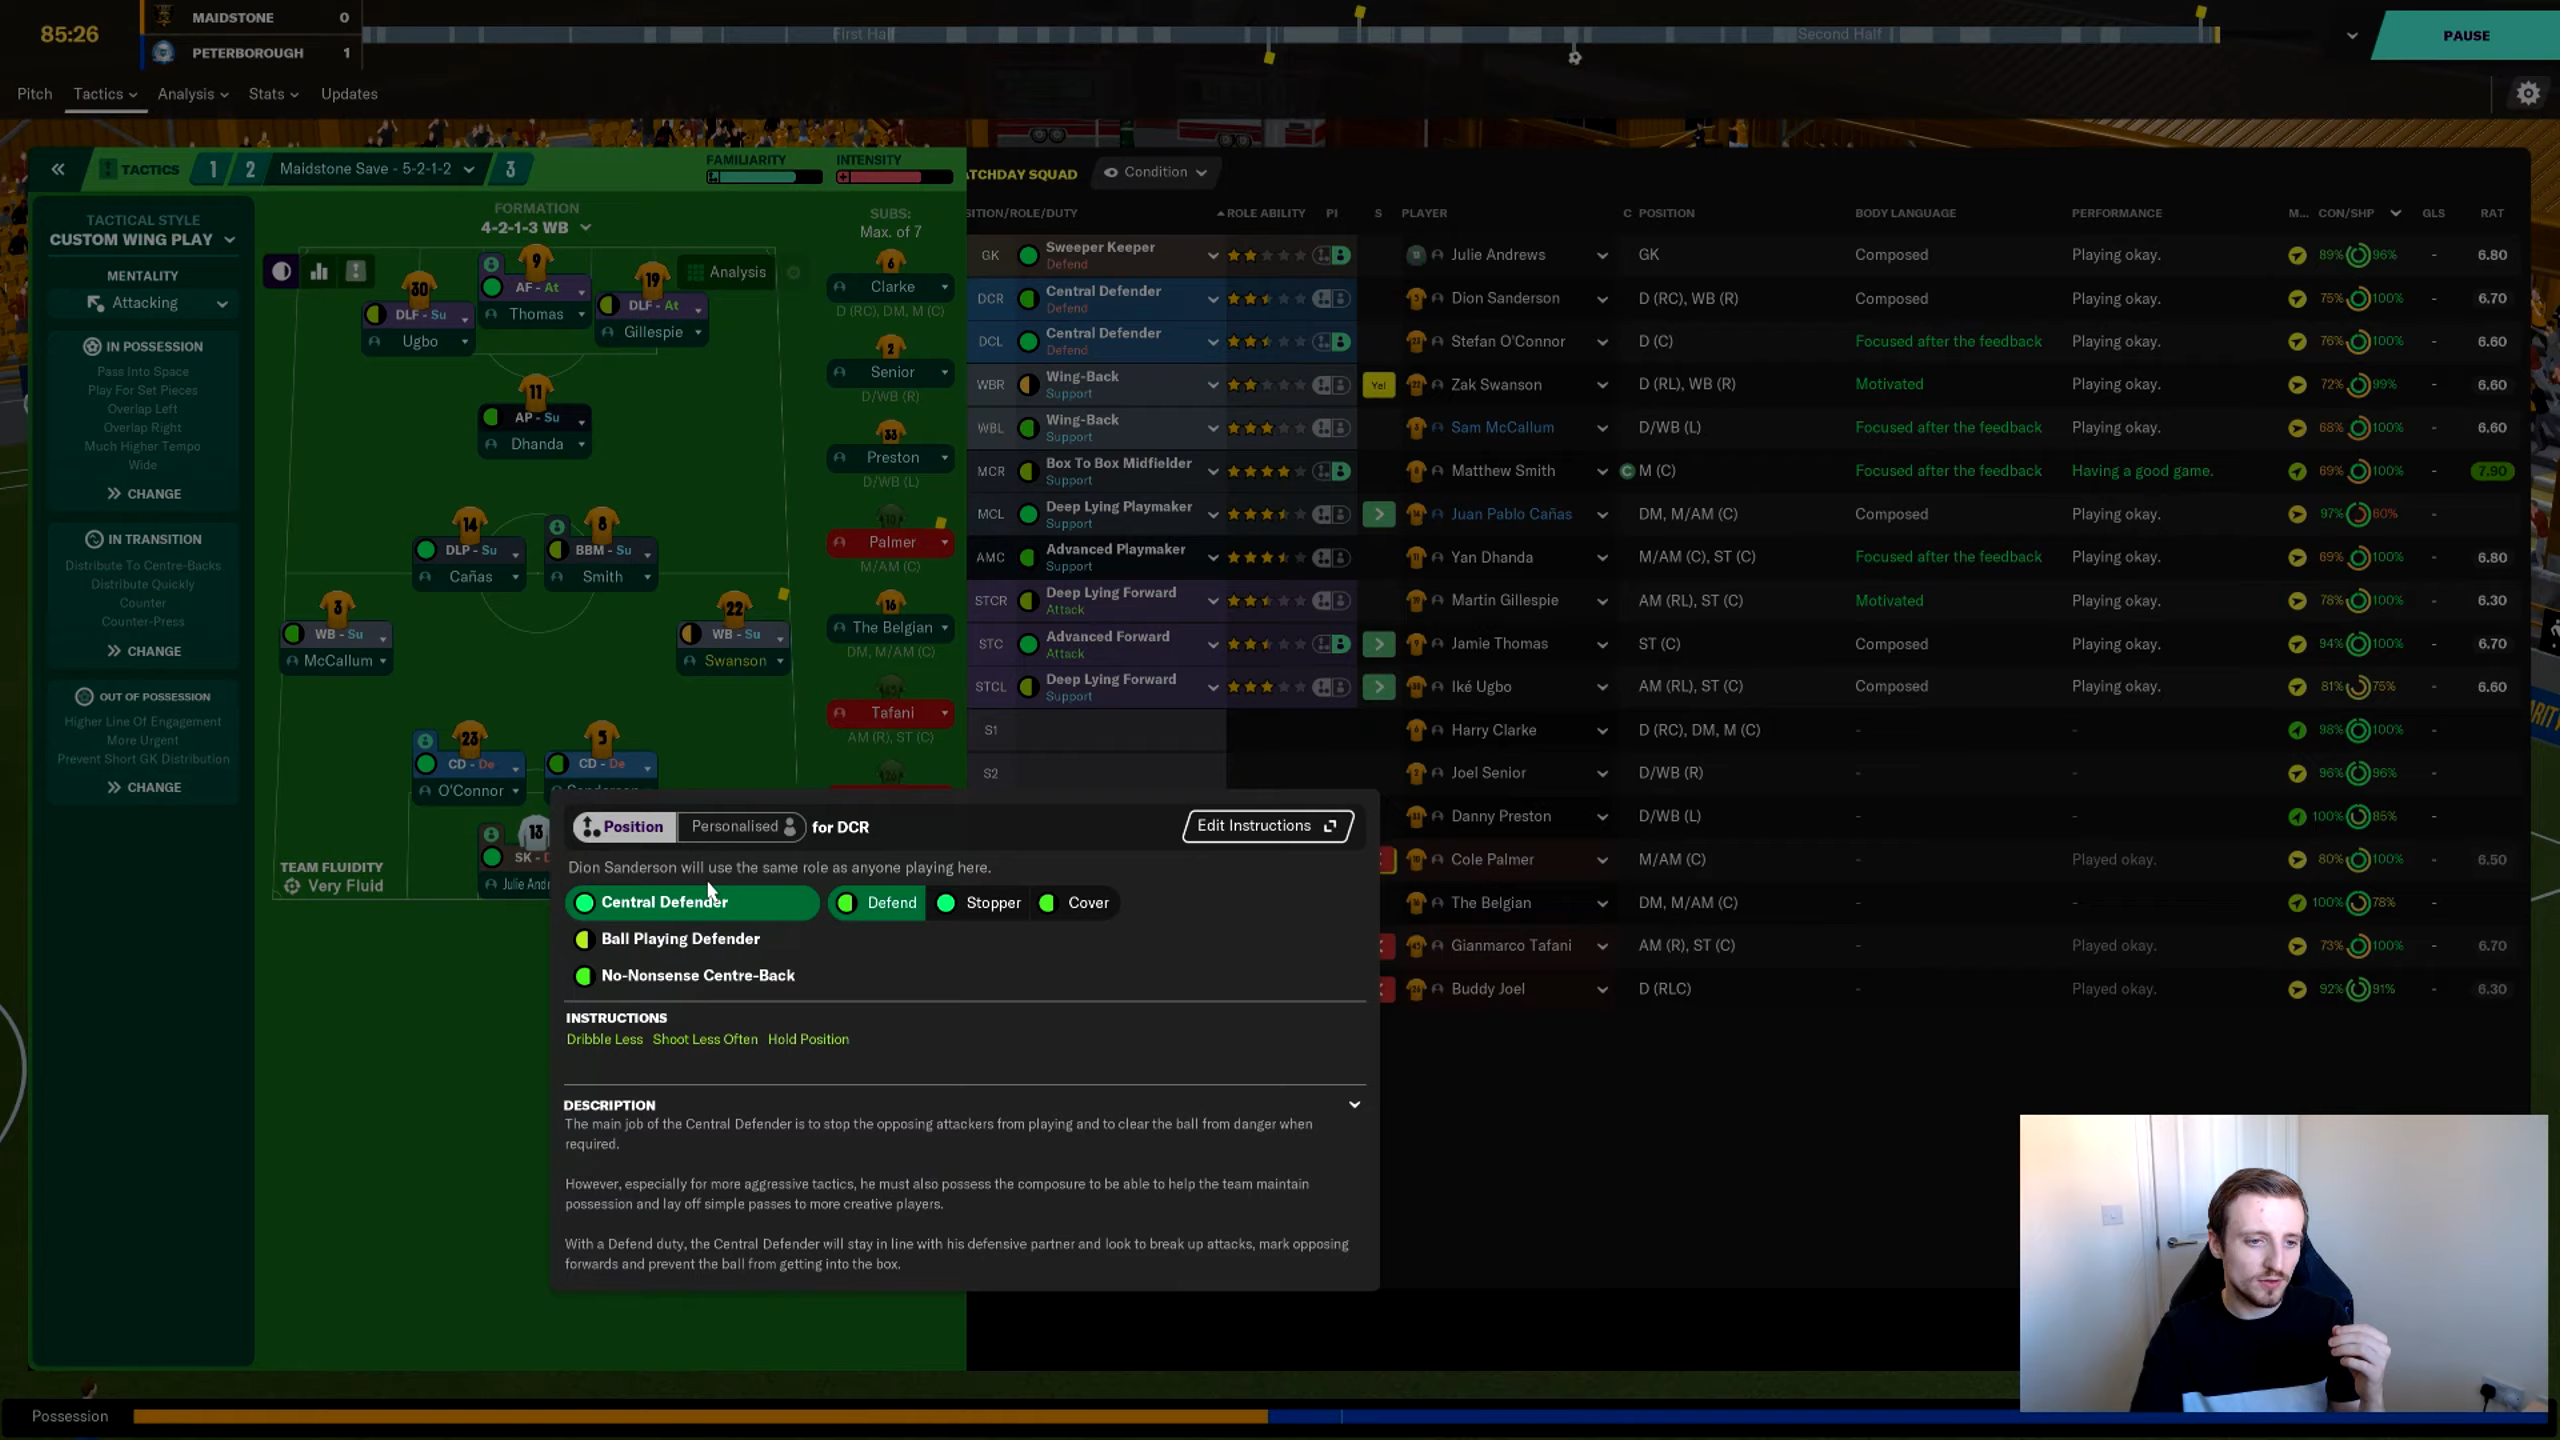 85:26
MAIDSTONE 0
PETERBOROUGH 1
First Half
Second Half
PAUSE
Pitch Tactics Analysis Stats Updates
TACTICS 1 2 Maidstone Save - 5-2-1-2 3
FAMILIARITY
INTENSITY
TACTICAL STYLE
CUSTOM WING PLAY
MENTALITY
Attacking
IN POSSESSION
Pass Into Space
Play For Set Pieces
Overlap Left
Overlap Right
Much Higher Tempo
Wide
CHANGE
IN TRANSITION
Distribute To Centre-Backs
Distribute Quickly
Counter
Counter-Press
CHANGE
OUT OF POSSESSION
Higher Line Of Engagement
More Urgent
Prevent Short GK Distribution
CHANGE
FORMATION
4-2-1-3 WB
Analysis
30
DLF - Su
Ugbo
9
AF - At
Thomas
19
DLF - At
Gillespie
11
AP - Su
Dhanda
14
DLP - Su
Cañas
8
BBM - Su
Smith
3
WB - Su
McCallum
22
WB - Su
Swanson
23
CD - De
O'Connor
5
CD - De
13
SK -
TEAM FLUIDITY
Very Fluid
SUBS:
Max. of 7
6
Clarke
D (RC), DM, M (C)
2
Senior
D/WB (R)
33
Preston
D/WB (L)
Palmer
M/AM (C)
16
The Belgian
DM, M/AM (C)
Tafani
AM (R), ST (C)
ATCHDAY SQUAD Condition
SITION/ROLE/DUTY ROLE ABILITY PI S PLAYER C POSITION BODY LANGUAGE PERFORMANCE M... CON/SHP GLS RAT
GK Sweeper Keeper Defend Julie Andrews GK Composed Playing okay. 89% 96% - 6.80
DCR Central Defender Defend Dion Sanderson D (RC), WB (R) Composed Playing okay. 75% 100% - 6.70
DCL Central Defender Defend Stefan O'Connor D (C) Focused after the feedback Playing okay. 76% 100% - 6.60
WBR Wing-Back Support Yel Zak Swanson D (RL), WB (R) Motivated Playing okay. 72% 99% - 6.60
WBL Wing-Back Support Sam McCallum D/WB (L) Focused after the feedback Playing okay. 68% 100% - 6.60
MCR Box To Box Midfielder Support Matthew Smith C M (C) Focused after the feedback Having a good game. 69% 100% - 7.90
MCL Deep Lying Playmaker Support Juan Pablo Cañas DM, M/AM (C) Composed Playing okay. 97% 60% -
AMC Advanced Playmaker Support Yan Dhanda M/AM (C), ST (C) Focused after the feedback Playing okay. 69% 100% - 6.80
STCR Deep Lying Forward Attack Martin Gillespie AM (RL), ST (C) Motivated Playing okay. 78% 100% - 6.30
STC Advanced Forward Attack Jamie Thomas ST (C) Composed Playing okay. 94% 100% - 6.70
STCL Deep Lying Forward Support Iké Ugbo AM (RL), ST (C) Composed Playing okay. 81% 75% - 6.60
S1 Harry Clarke D (RC), DM, M (C) - - 98% 100% -
S2 Joel Senior D/WB (R) - - 96% 96% -
Danny Preston D/WB (L) - - 100% 85% -
Cole Palmer M/AM (C) - Played okay. 80% 100% - 6.50
The Belgian DM, M/AM (C) - - 100% 78% -
Gianmarco Tafani AM (R), ST (C) - Played okay. 73% 100% - 6.70
Buddy Joel D (RLC) - Played okay. 92% 91% - 6.30
Position Personalised for DCR Edit Instructions
Dion Sanderson will use the same role as anyone playing here.
Central Defender Defend Stopper Cover
Ball Playing Defender
No-Nonsense Centre-Back
INSTRUCTIONS
Dribble Less Shoot Less Often Hold Position
DESCRIPTION
The main job of the Central Defender is to stop the opposing attackers from playing and to clear the ball from danger when
required.
However, especially for more aggressive tactics, he must also possess the composure to be able to help the team maintain
possession and lay off simple passes to more creative players.
With a Defend duty, the Central Defender will stay in line with his defensive partner and look to break up attacks, mark opposing
forwards and prevent the ball from getting into the box.
Possession